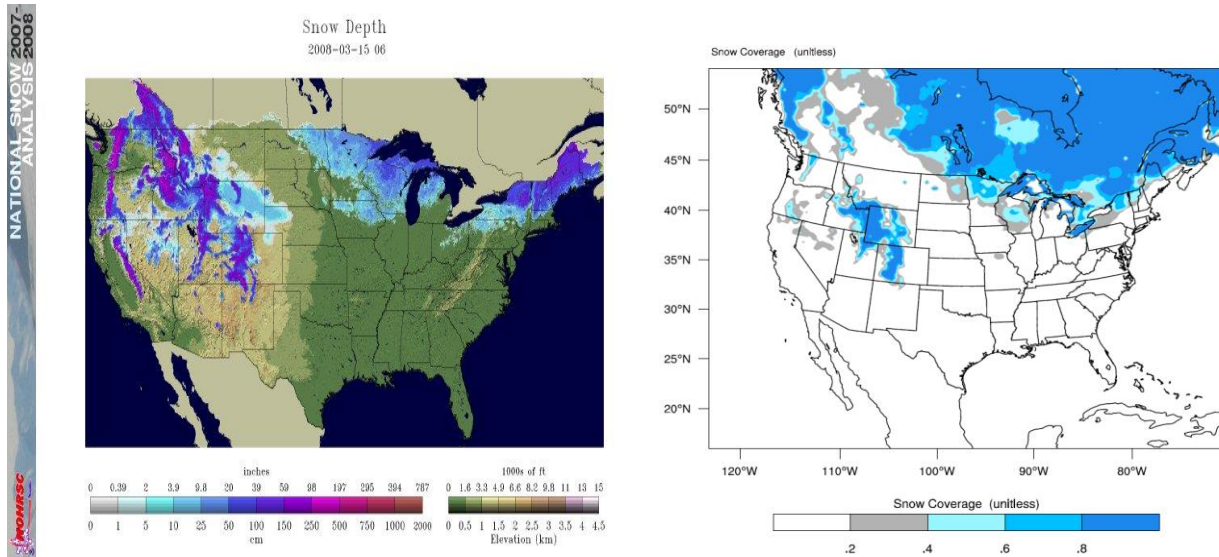 NATIONAL SNOW 2007-
ANALYSIS 2008
NOHRSC
Snow Depth
2008-03-15 06
inches
0 0.39 2 3.9 9.8 20 39 59 98 197 295 394 787
0 1 5 10 25 50 100 150 250 500 750 1000 2000
cm
1000s of ft
0 1.6 3.3 4.9 6.6 8.2 9.8 11 13 15
0 0.5 1 1.5 2 2.5 3 3.5 4 4.5
Elevation (km)
Snow Coverage (unitless)
50°N
45°N
40°N
35°N
30°N
25°N
20°N
120°W 110°W 100°W 90°W 80°W
Snow Coverage (unitless)
.2 .4 .6 .8